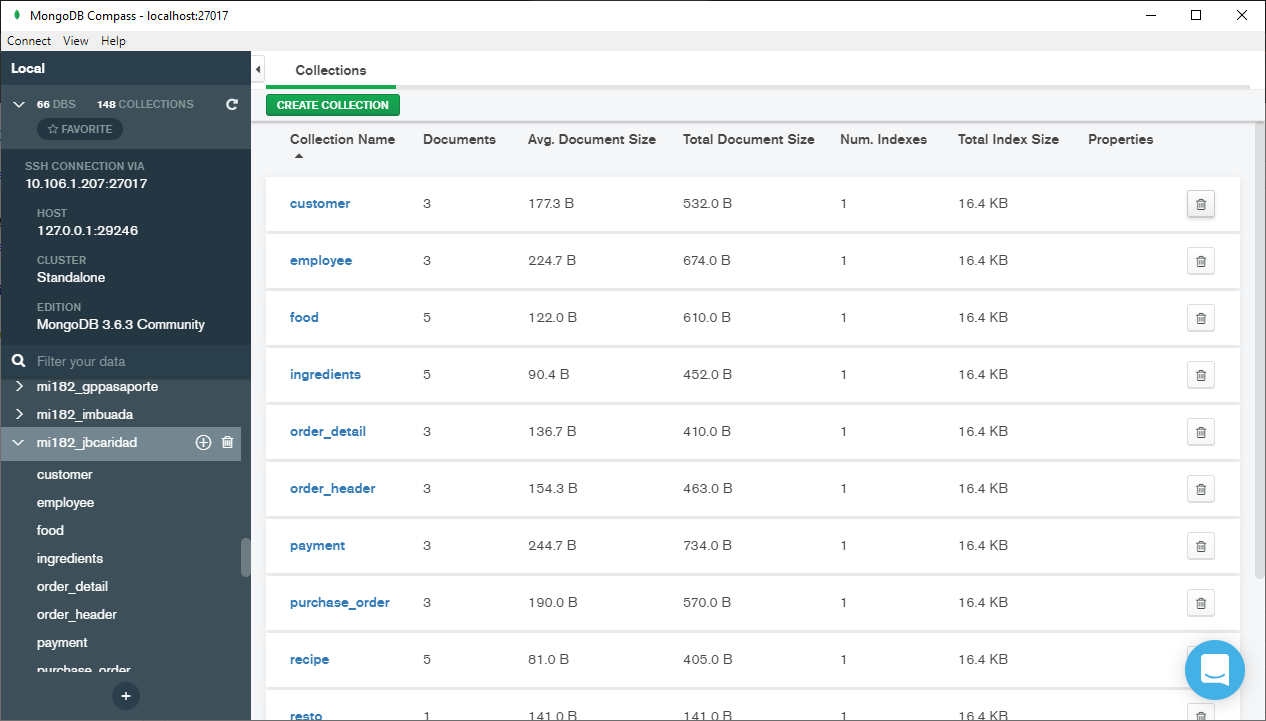 MongoDB Compass - localhost:27017
Connect View Help
Local
66 DBS 148 COLLECTIONS
FAVORITE
SSH CONNECTION VIA
10.106.1.207:27017
HOST
127.0.0.1:29246
CLUSTER
Standalone
EDITION
MongoDB 3.6.3 Community
Filter your data
mi182_gppasaporte
mi182_imbuada
mi182_jbcaridad
customer
employee
food
ingredients
order_detail
order_header
payment
purchase_order
Collections
CREATE COLLECTION
Collection Name Documents Avg. Document Size Total Document Size Num. Indexes Total Index Size Properties
customer 3 177.3 B 532.0 B 1 16.4 KB
employee 3 224.7 B 674.0 B 1 16.4 KB
food 5 122.0 B 610.0 B 1 16.4 KB
ingredients 5 90.4 B 452.0 B 1 16.4 KB
order_detail 3 136.7 B 410.0 B 1 16.4 KB
order_header 3 154.3 B 463.0 B 1 16.4 KB
payment 3 244.7 B 734.0 B 1 16.4 KB
purchase_order 3 190.0 B 570.0 B 1 16.4 KB
recipe 5 81.0 B 405.0 B 1 16.4 KB
resto 1 141.0 B 141.0 B 1 16.4 KB